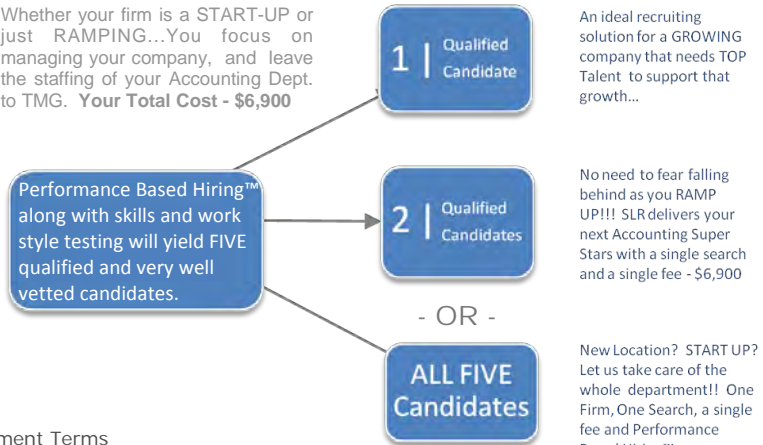 Whether your firm is a START-UP or
just RAMPING...You focus on
managing your company, and leave
the staffing of your Accounting Dept.
to TMG. Your Total Cost - $6,900
1 | Qualified
Candidate
An ideal recruiting
solution for a GROWING
company that needs TOP
Talent to support that
growth...
Performance Based Hiring™
along with skills and work
style testing will yield FIVE
qualified and very well
vetted candidates.
2 | Qualified
Candidates
No need to fear falling
behind as you RAMP
UP!!! SLR delivers your
next Accounting Super
Stars with a single search
and a single fee - $6,900
- OR -
ALL FIVE
Candidates
New Location? START UP?
Let us take care of the
whole department!! One
Firm, One Search, a single
fee and Performance
ment Terms